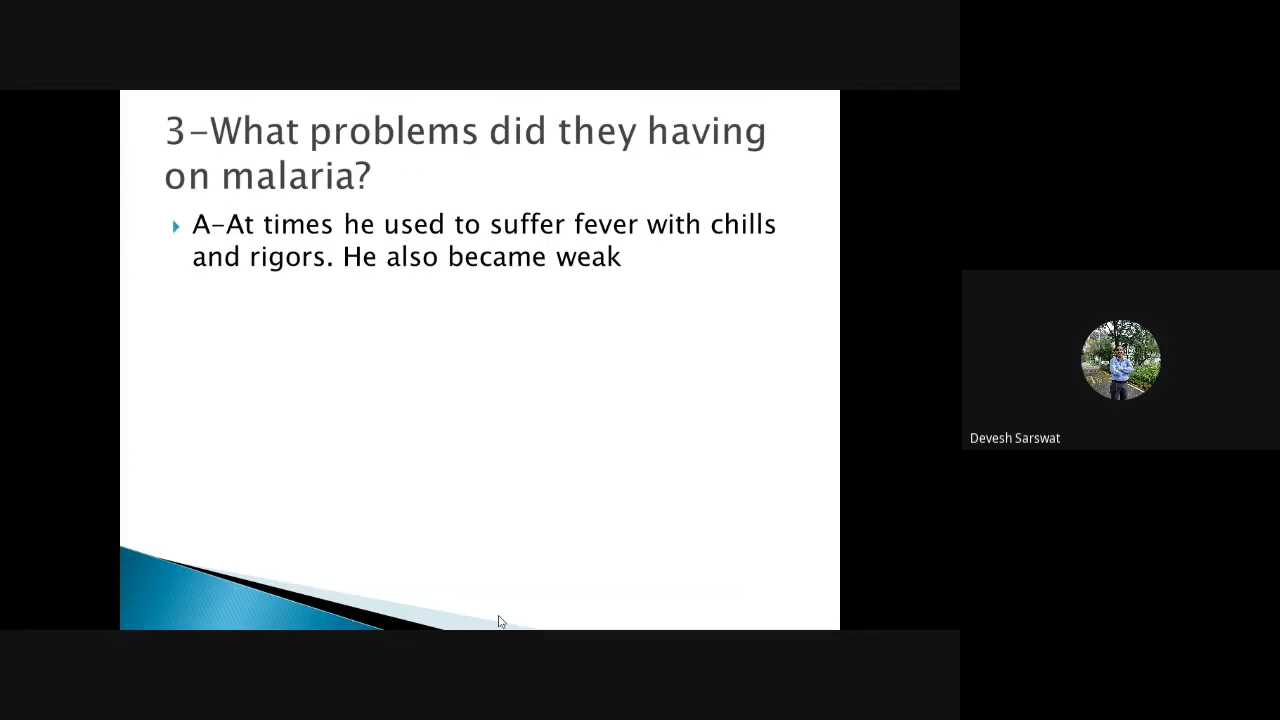 3-What problems did they having
on malaria?
A-At times he used to suffer fever with chills
and rigors. He also became weak
Devesh Sarswat